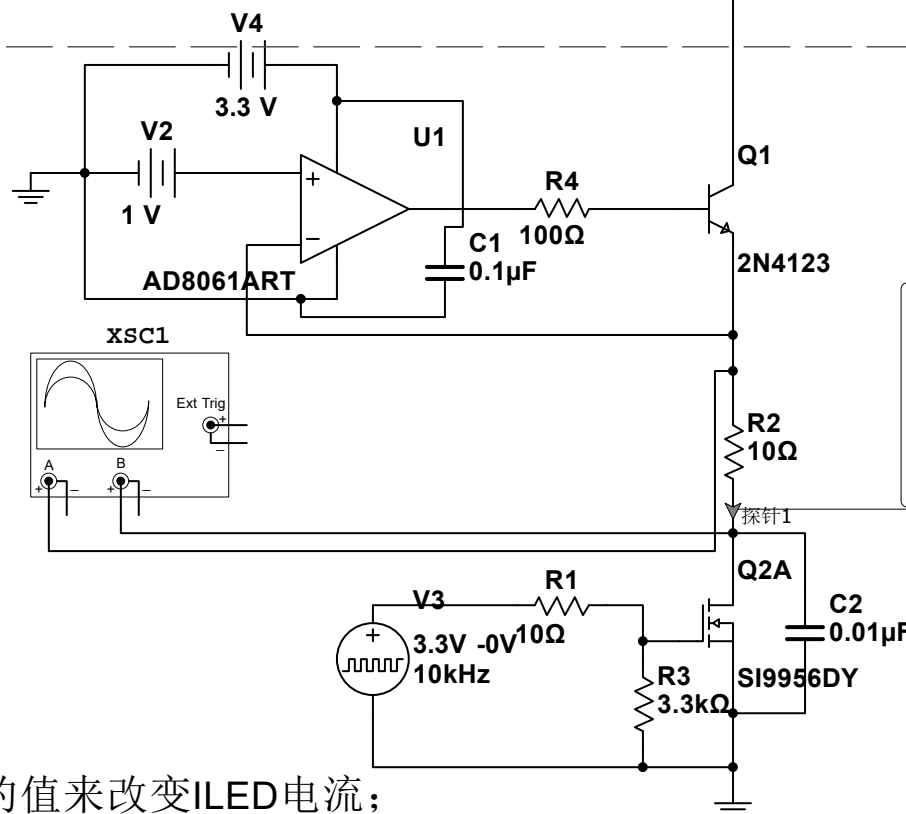 V4
3.3 V
V2
1 V
U1
+
−
AD8061ART
R4
100Ω
C1
0.1µF
Q1
2N4123
XSC1
Ext Trig
+
−
A
B
+
−
+
−
R2
10Ω
探针1
Q2A
SI9956DY
C2
0.01µF
V3
+
3.3V -0V
10kHz
R1
10Ω
R3
3.3kΩ
的值来改变ILED电流；